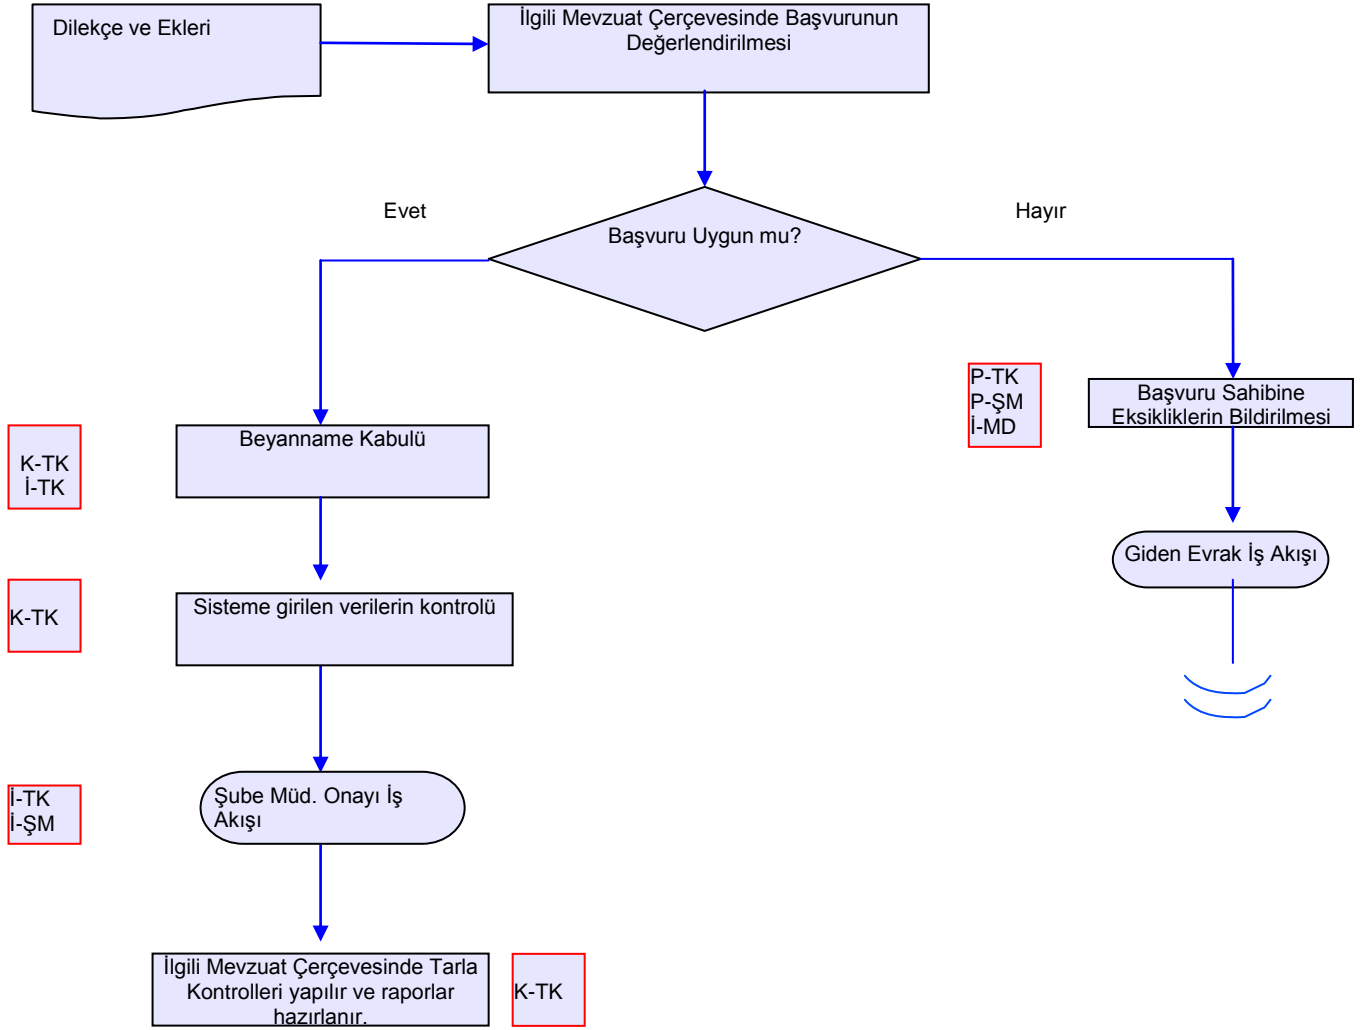 Dilekçe ve Ekleri
İlgili Mevzuat Çerçevesinde Başvurunun
Değerlendirilmesi
Evet
Hayır
Başvuru Uygun mu?
P-TK
P-ŞM
İ-MD
Başvuru Sahibine
Eksikliklerin Bildirilmesi
K-TK
İ-TK
Beyanname Kabulü
Giden Evrak İş Akışı
K-TK
Sisteme girilen verilerin kontrolü
İ-TK
İ-ŞM
Şube Müd. Onayı İş
Akışı
İlgili Mevzuat Çerçevesinde Tarla
Kontrolleri yapılır ve raporlar
hazırlanır.
K-TK